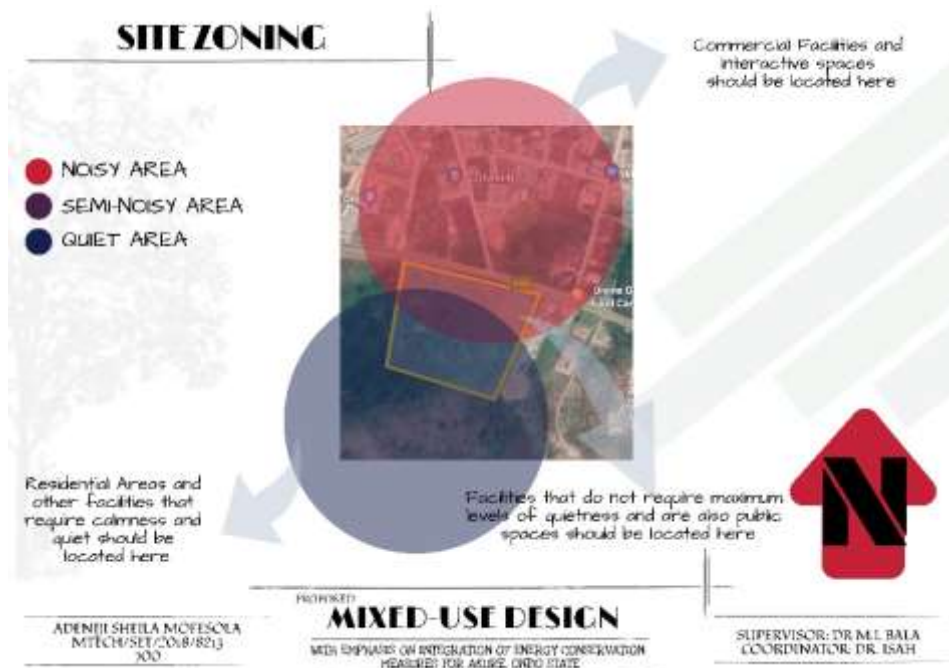 SITE ZONING
Commercial Facilities and
interactive spaces
should be located here
NOISY AREA
SEMI-NOISY AREA
QUIET AREA
Residential Areas and
other facilities that
require calmness and
quiet should be
located here
Facilities that do not require maximum
levels of quietness and are also public
spaces should be located here
N
PROPOSED
MIXED-USE DESIGN
WITH EMPHASIS ON INTEGRATION OF ENERGY CONSERVATION
MEASURES FOR AKURE, ONDO STATE
ADENIJI SHEILA MOFESOLA
MTECH/SET/2018/8213
SUPERVISOR: DR M.I. BALA
COORDINATOR: DR. ISAH